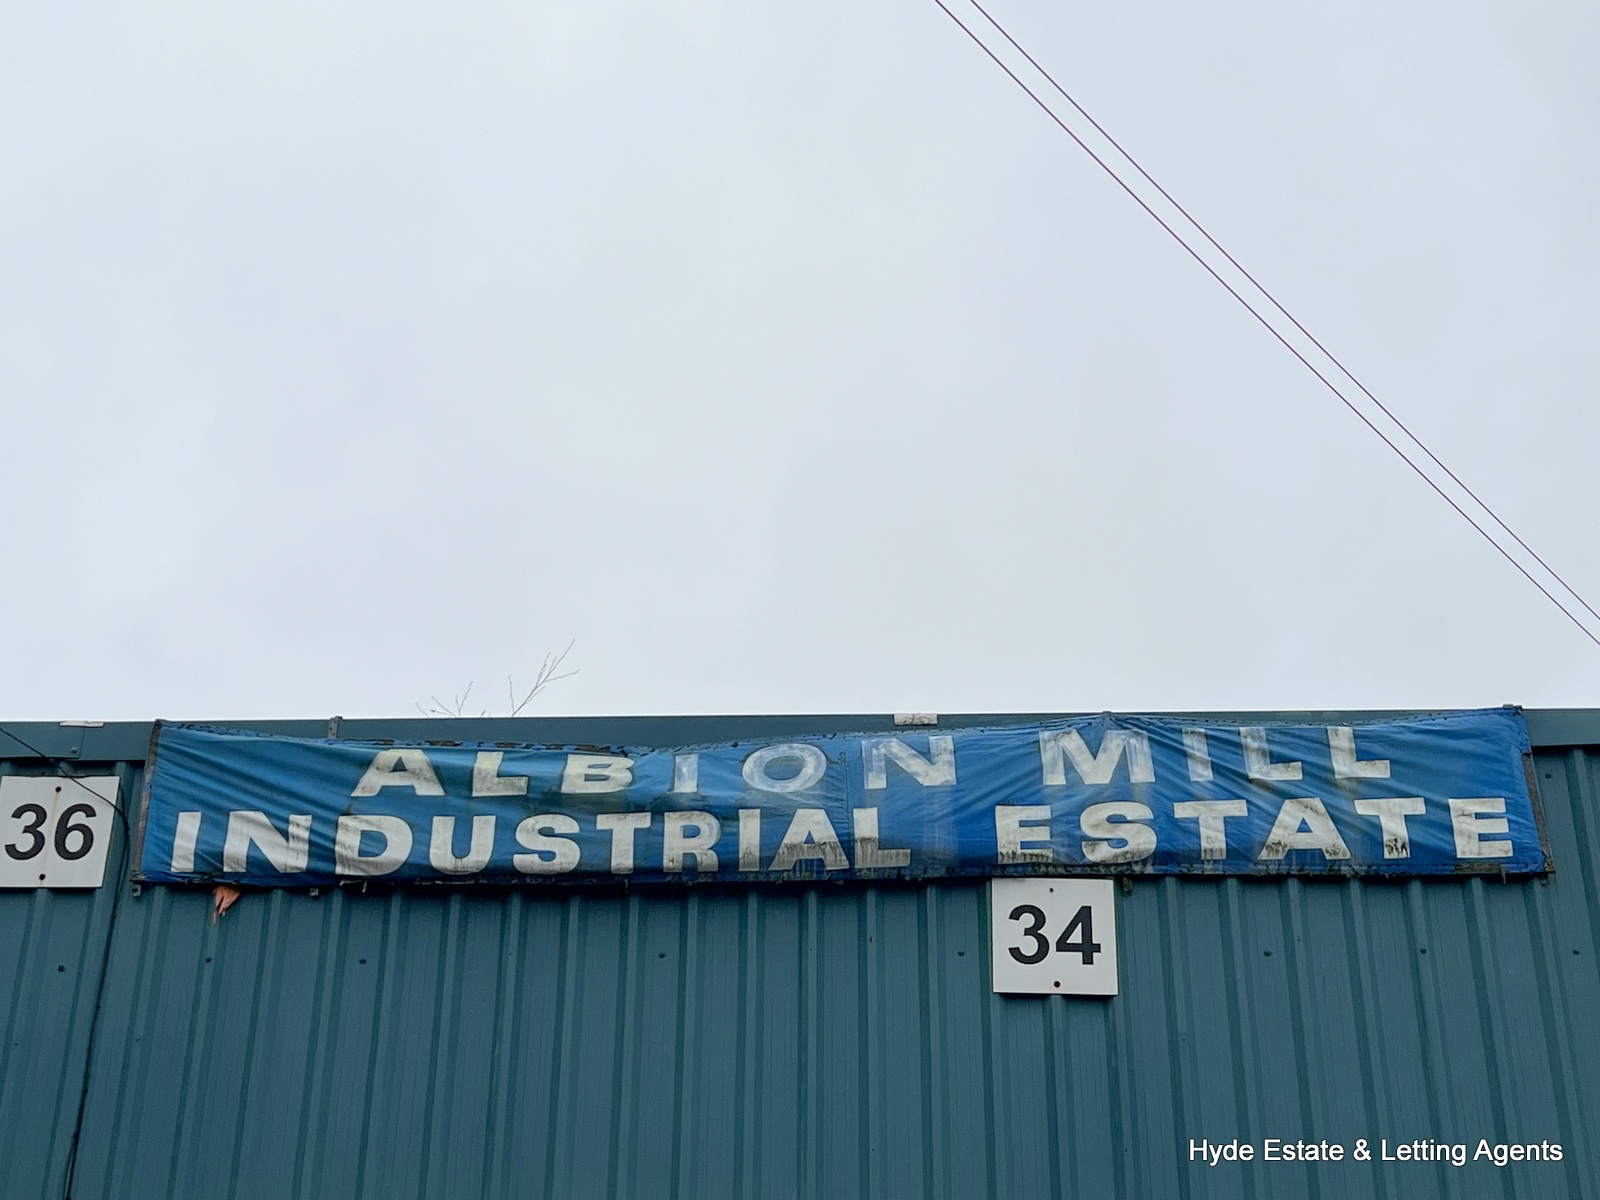 ALBION MILL
INDUSTRIAL ESTATE
36
34
Hyde Estate & Letting Agents